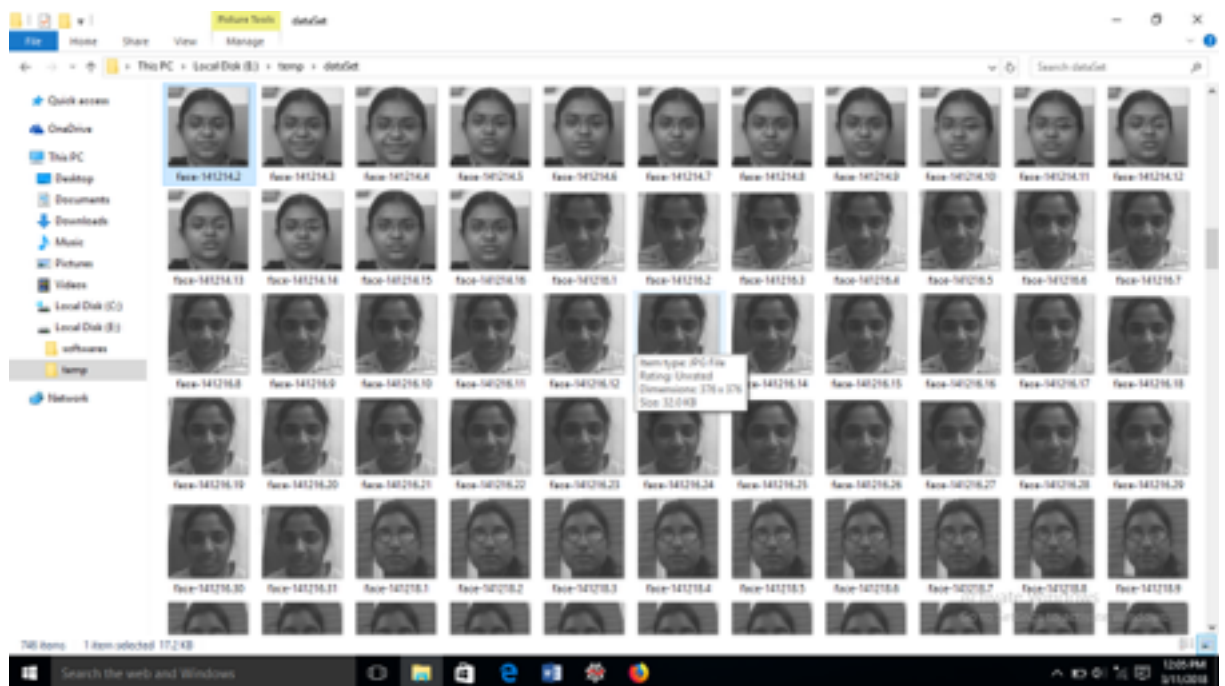 Picture Tools dataSet
File Home Share View Manage
This PC Local Disk (E:) temp dataSet
Search dataSet
Quick access
OneDrive
This PC
Desktop
Documents
Downloads
Music
Pictures
Videos
Local Disk (C:)
Local Disk (E:)
softwares
temp
Network
face-141214.2 face-141214.3 face-141214.4 face-141214.5 face-141214.6 face-141214.7 face-141214.8 face-141214.9 face-141214.10 face-141214.11 face-141214.12
face-141214.13 face-141214.14 face-141214.15 face-141214.16 face-141216.1 face-141216.2 face-141216.3 face-141216.4 face-141216.5 face-141216.6 face-141216.7
face-141216.8 face-141216.9 face-141216.10 face-141216.11 face-141216.12 face-141216.14 face-141216.15 face-141216.16 face-141216.17 face-141216.18
Item type: JPG File
Rating: Unrated
Dimensions: 376 x 376
Size: 32.0 KB
face-141216.19 face-141216.20 face-141216.21 face-141216.22 face-141216.23 face-141216.24 face-141216.25 face-141216.26 face-141216.27 face-141216.28 face-141216.29
face-141216.30 face-141216.31 face-141218.1 face-141218.2 face-141218.3 face-141218.4 face-141218.5 face-141218.6 face-141218.7 face-141218.8 face-141218.9
746 items 1 item selected 17.2 KB
Search the web and Windows
12:05 PM
3/11/2018